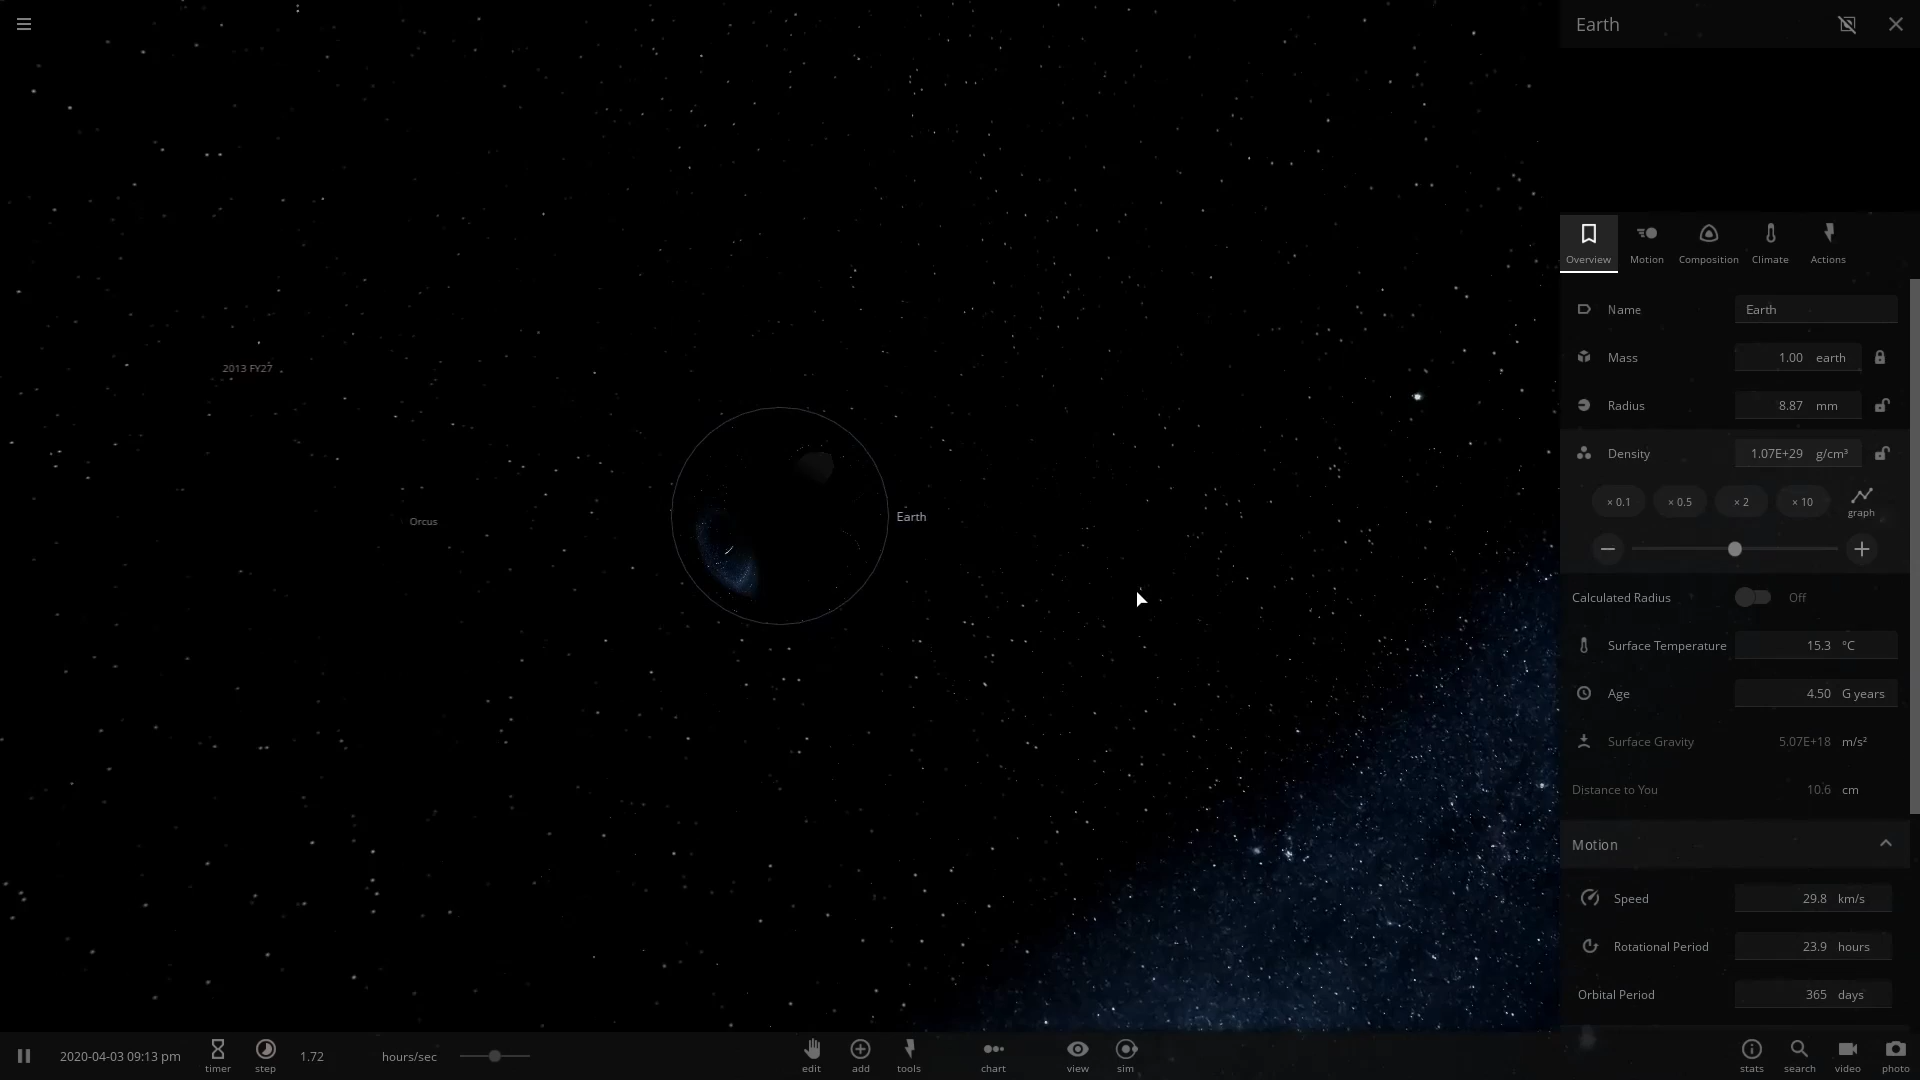 Earth
Overview Motion Composition Climate Actions
Name Earth
Mass 1.00 earth
2013 FY27
Radius 8.87 mm
Density 1.07E+29 g/cm³
× 0.1 × 0.5 × 2 × 10 graph
Orcus
Earth
Calculated Radius Off
Surface Temperature 15.3 °C
Age 4.50 G years
Surface Gravity 5.07E+18 m/s²
Distance to You 10.6 cm
Motion
Speed 29.8 km/s
Rotational Period 23.9 hours
Orbital Period 365 days
2020-04-03 09:13 pm timer step 1.72 hours/sec edit add tools chart view sim stats search video photo